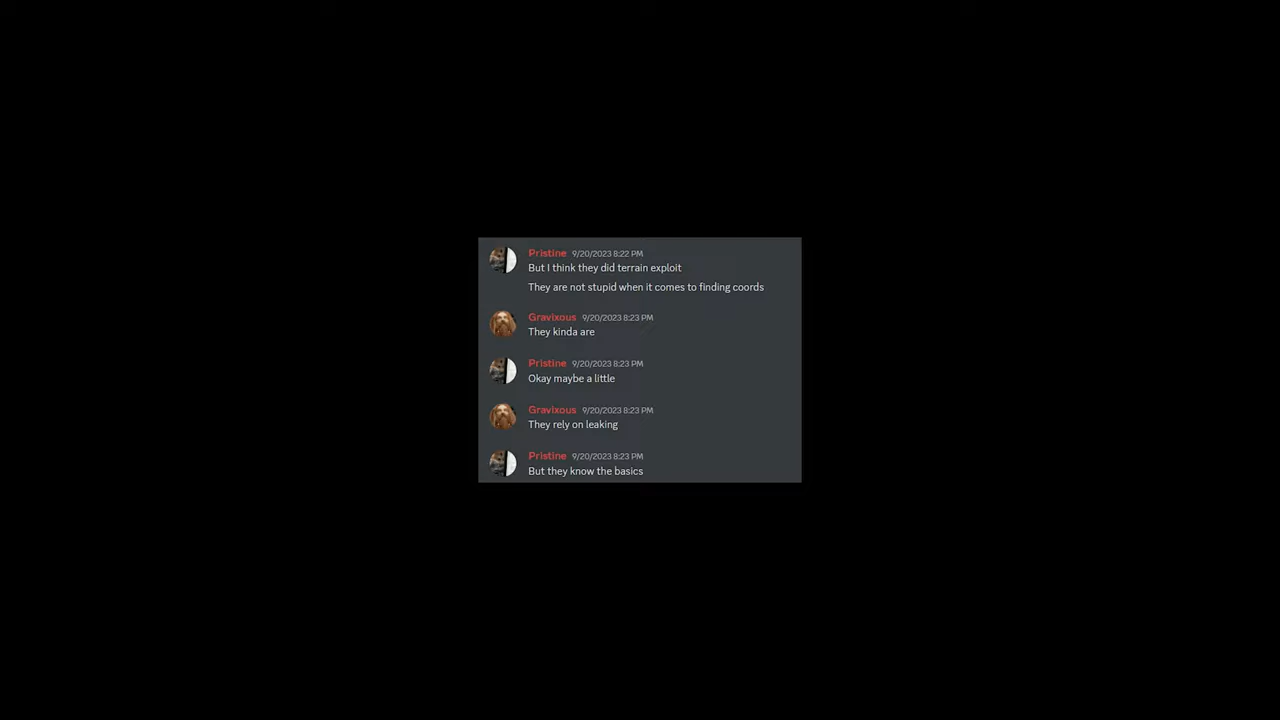 Pristine 9/20/2023 8:22 PM
But I think they did terrain exploit
They are not stupid when it comes to finding coords
Gravixous 9/20/2023 8:23 PM
They kinda are
Pristine 9/20/2023 8:23 PM
Okay maybe a little
Gravixous 9/20/2023 8:23 PM
They rely on leaking
Pristine 9/20/2023 8:23 PM
But they know the basics